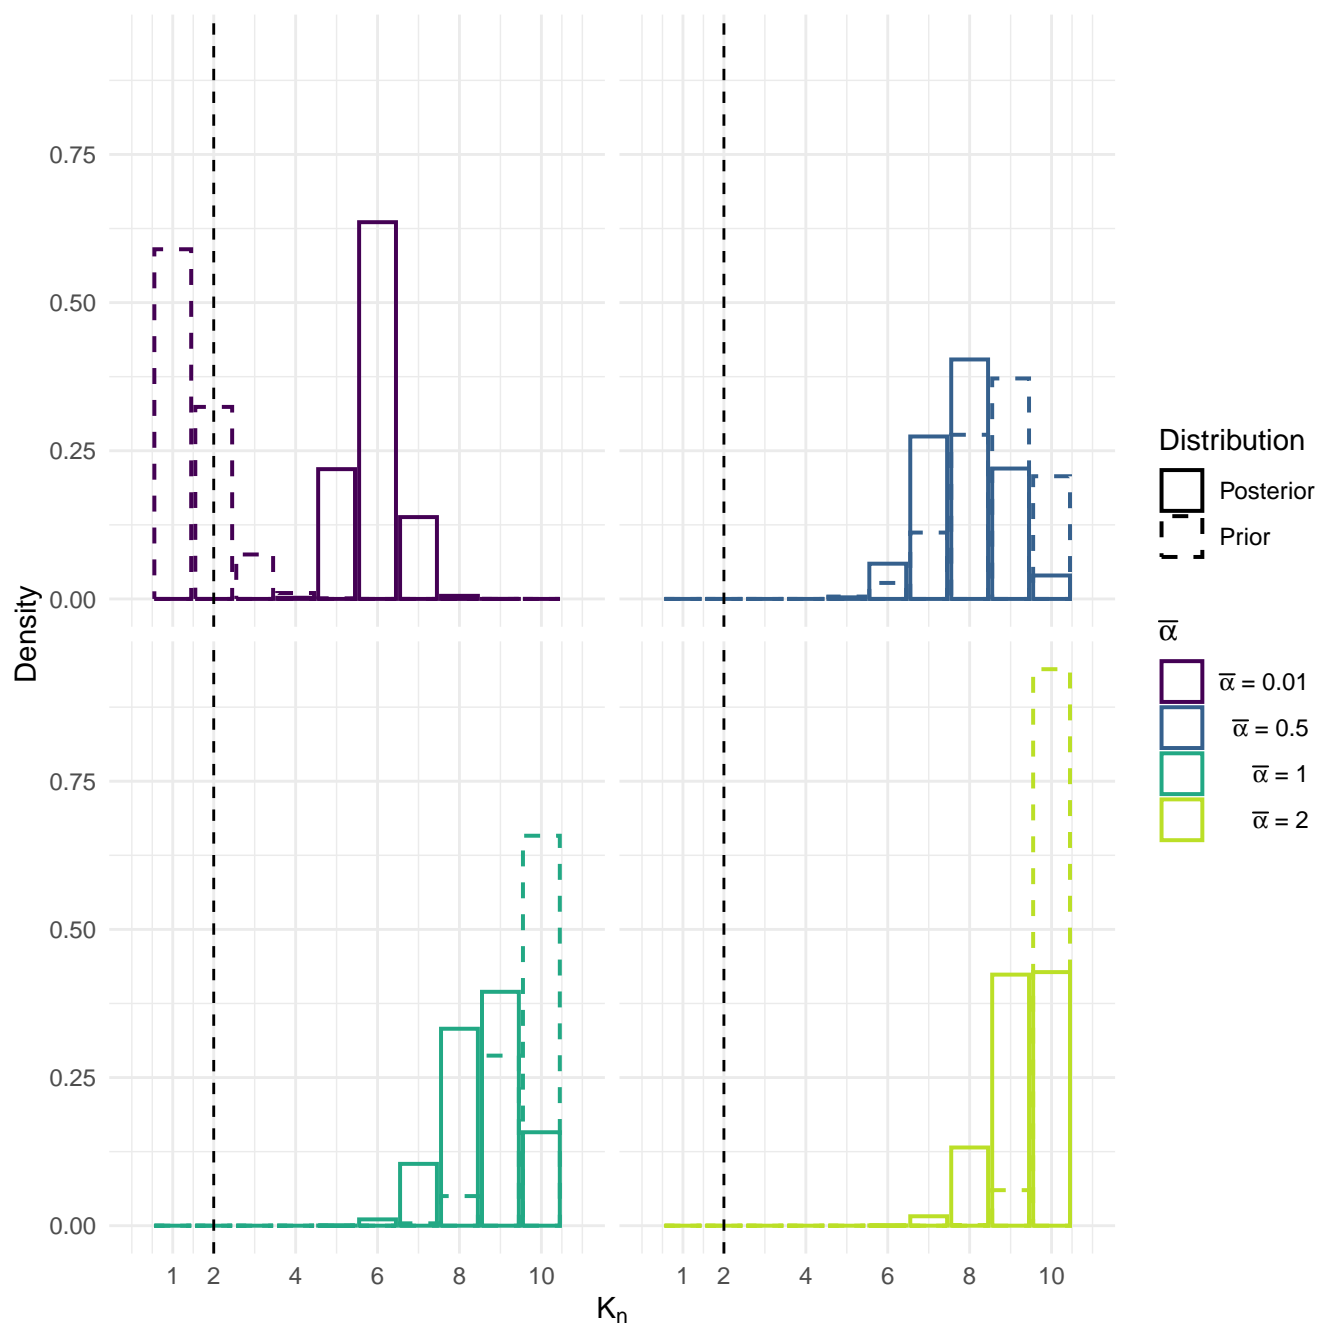 0.75
0.50
0.25
0.00
0.75
0.50
0.25
0.00
Density
1 2 4 6 8 10
1 2 4 6 8 10
Kₙ
Distribution
Posterior
Prior
α̅
α̅ = 0.01
α̅ = 0.5
α̅ = 1
α̅ = 2